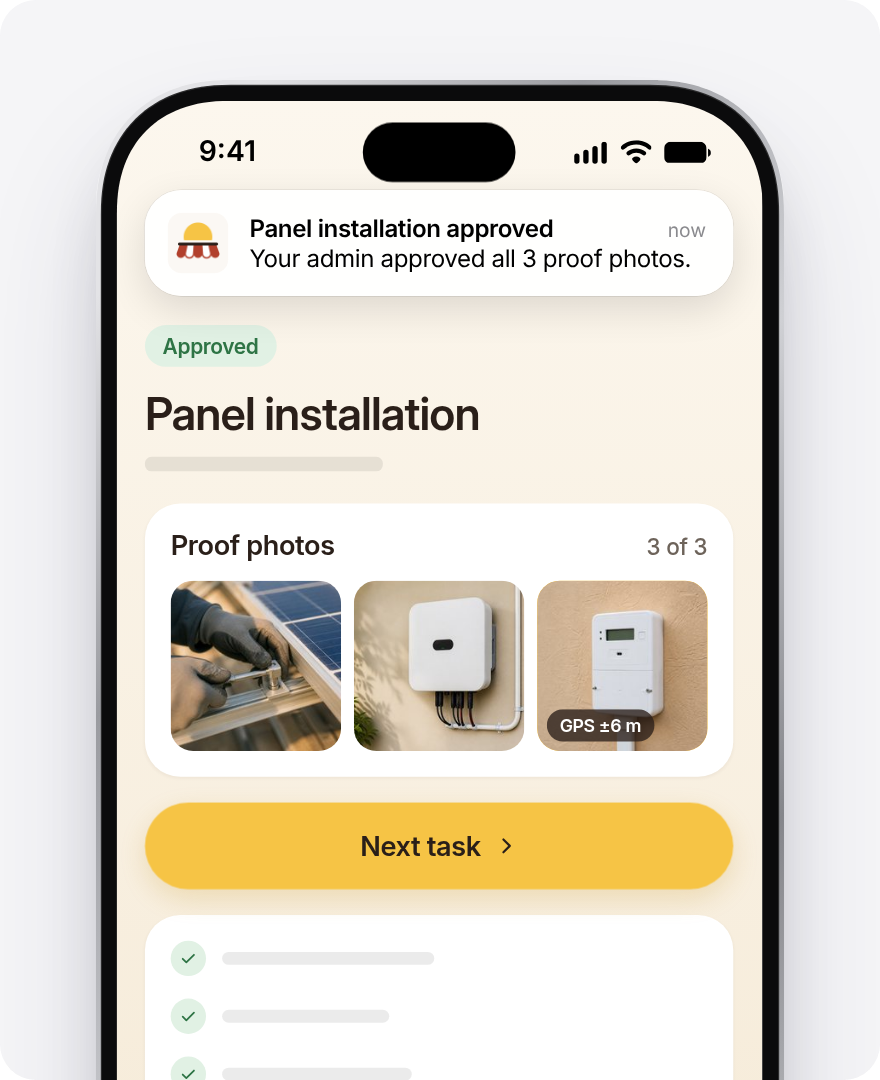 9:41
Panel installation approved
now
Your admin approved all 3 proof photos.
Approved
Panel installation
Proof photos
3 of 3
GPS ±6 m
Next task